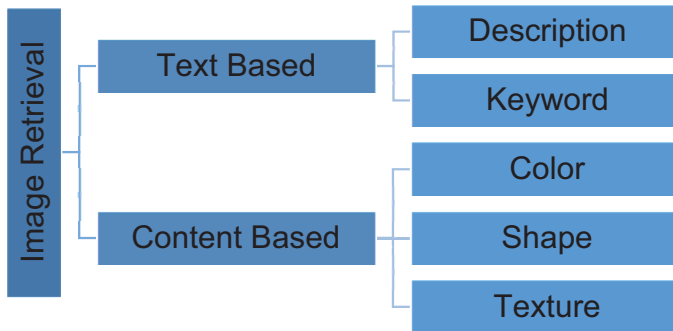 Image Retrieval
Text Based
Description
Keyword
Content Based
Color
Shape
Texture